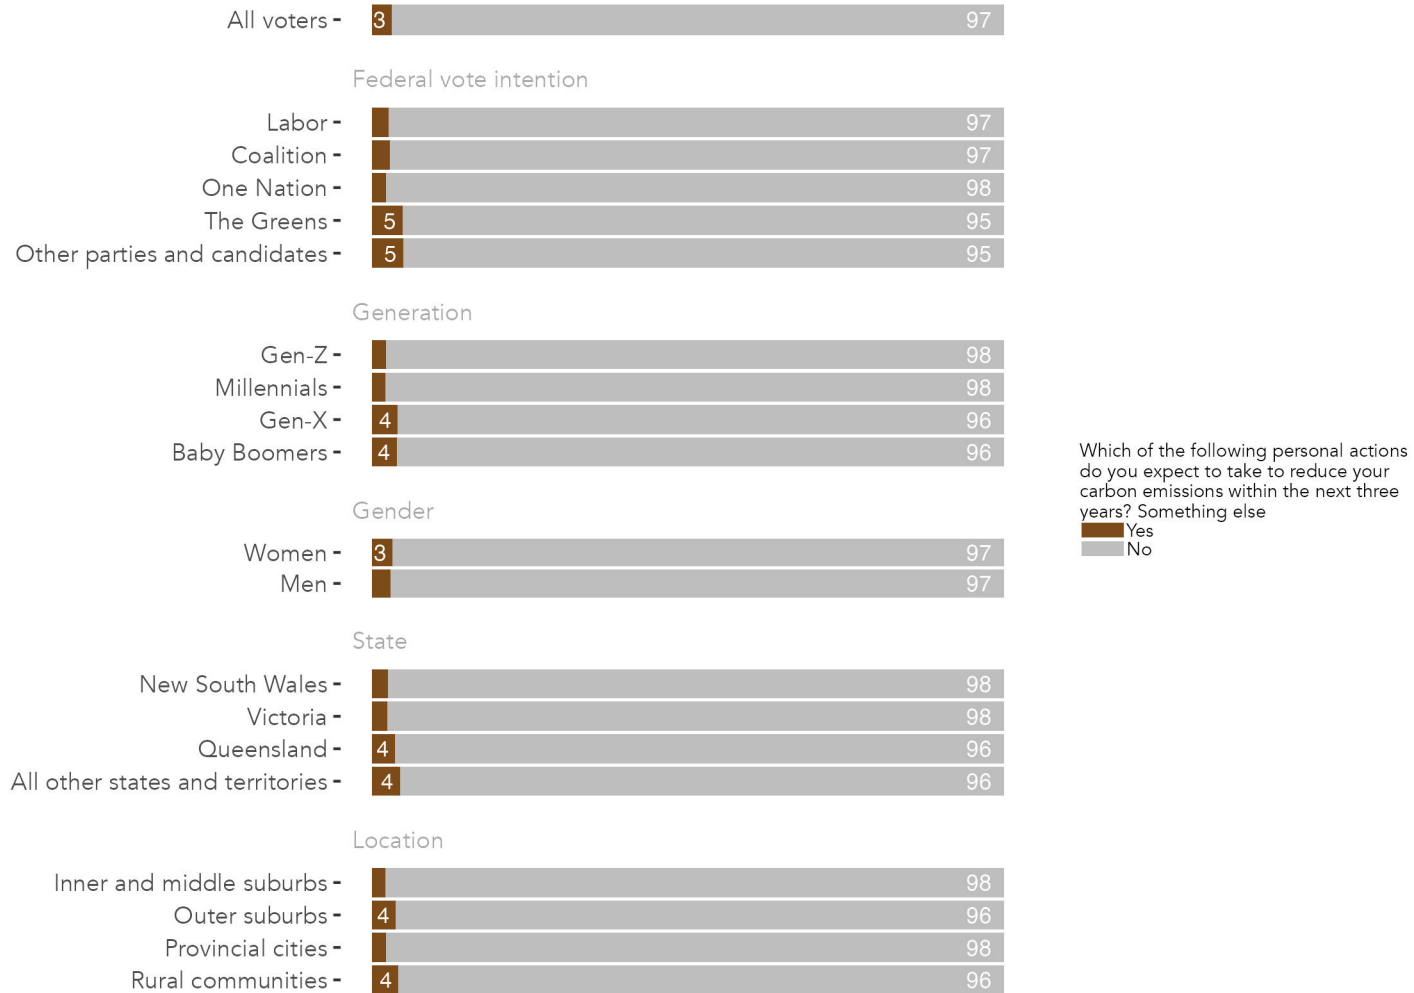 All voters - 3 97
Federal vote intention
Labor - 97
Coalition - 97
One Nation - 98
The Greens - 5 95
Other parties and candidates - 5 95
Generation
Gen-Z - 98
Millennials - 98
Gen-X - 4 96
Baby Boomers - 4 96
Gender
Women - 3 97
Men - 97
State
New South Wales - 98
Victoria - 98
Queensland - 4 96
All other states and territories - 4 96
Location
Inner and middle suburbs - 98
Outer suburbs - 4 96
Provincial cities - 98
Rural communities - 4 96
Which of the following personal actions
do you expect to take to reduce your
carbon emissions within the next three
years? Something else
Yes
No